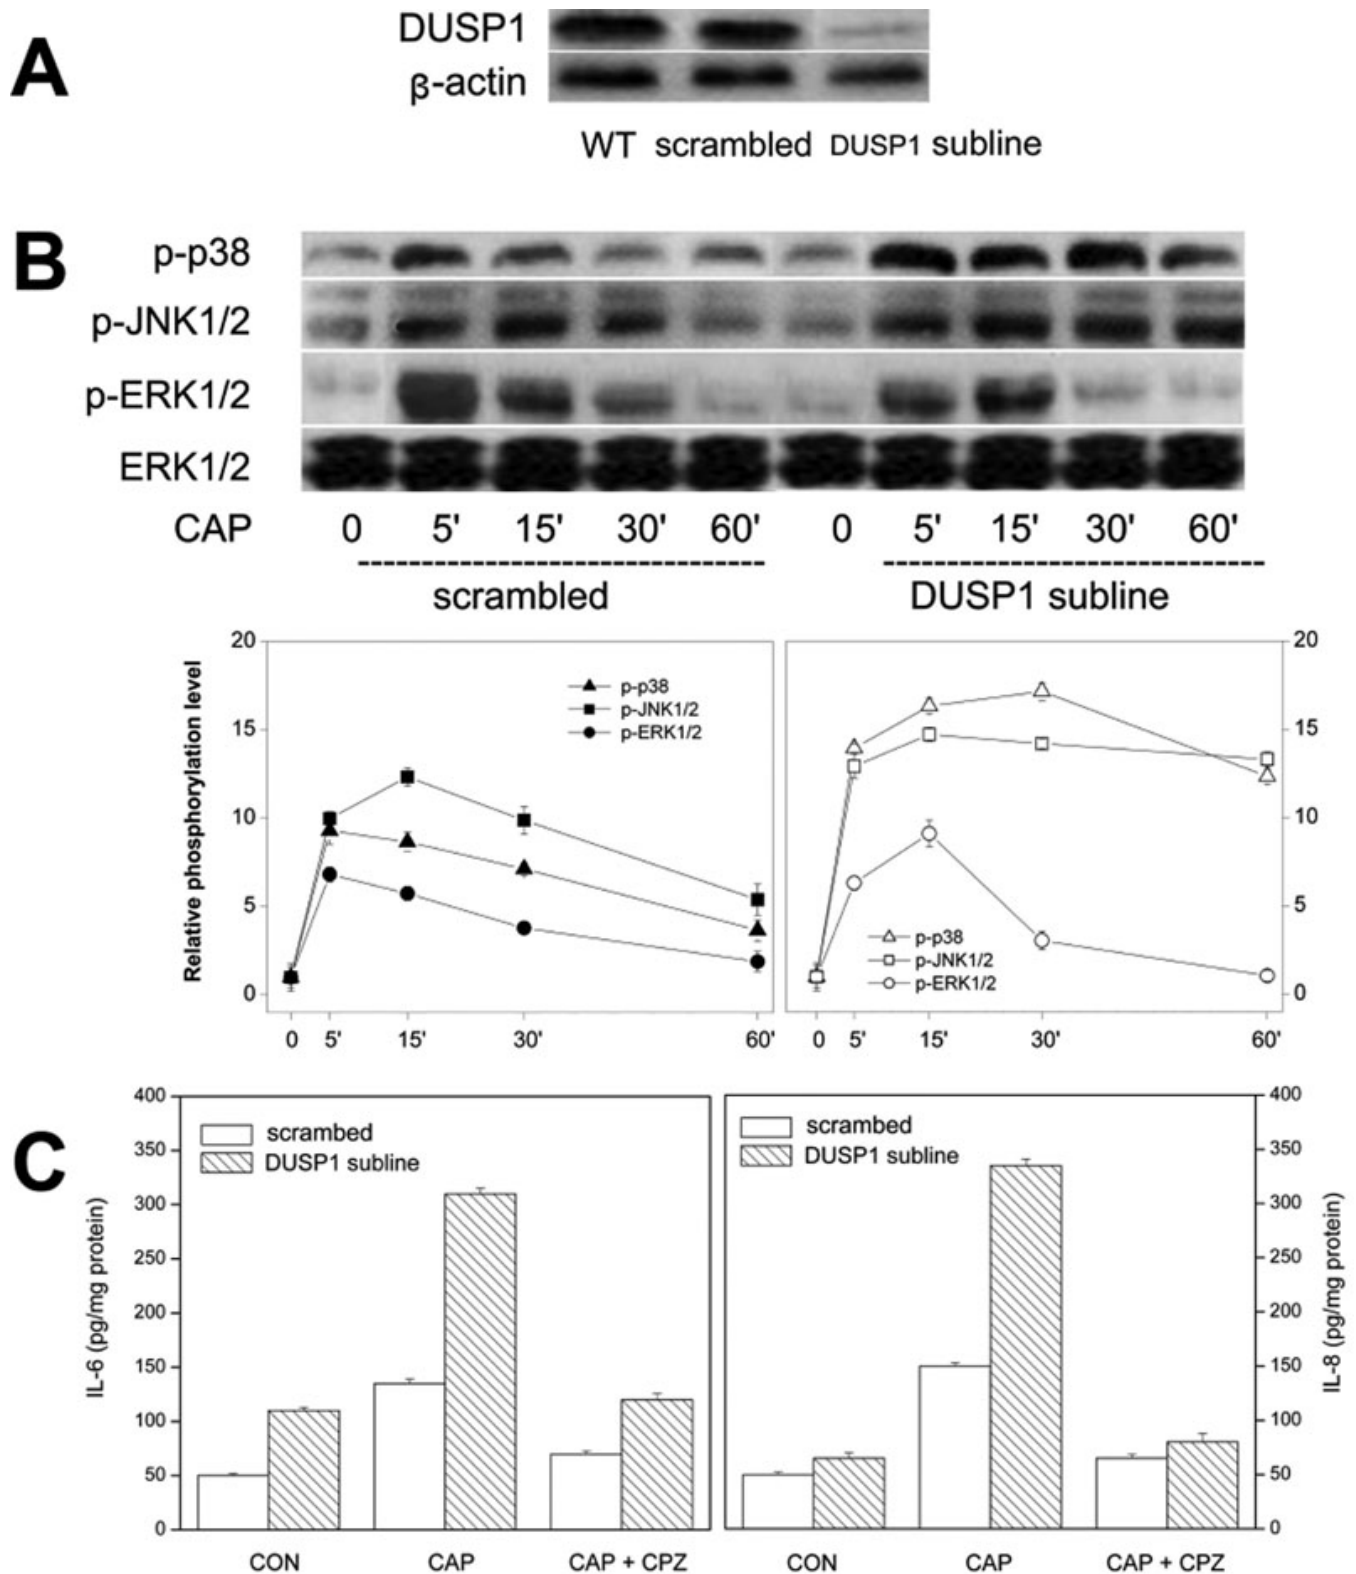 A
DUSP1
β-actin
WT scrambled DUSP1 subline
B
p-p38
p-JNK1/2
p-ERK1/2
ERK1/2
CAP 0 5' 15' 30' 60' 0 5' 15' 30' 60'
scrambled DUSP1 subline
Relative phosphorylation level
20
15
10
5
0
p-p38
p-JNK1/2
p-ERK1/2
0 5' 15' 30' 60'
20
15
10
5
0
p-p38
p-JNK1/2
p-ERK1/2
0 5' 15' 30' 60'
C
IL-6 (pg/mg protein)
400
350
300
250
200
150
100
50
0
scrambed
DUSP1 subline
CON CAP CAP + CPZ
scrambed
DUSP1 subline
400
350
300
250
200
150
100
50
0
IL-8 (pg/mg protein)
CON CAP CAP + CPZ